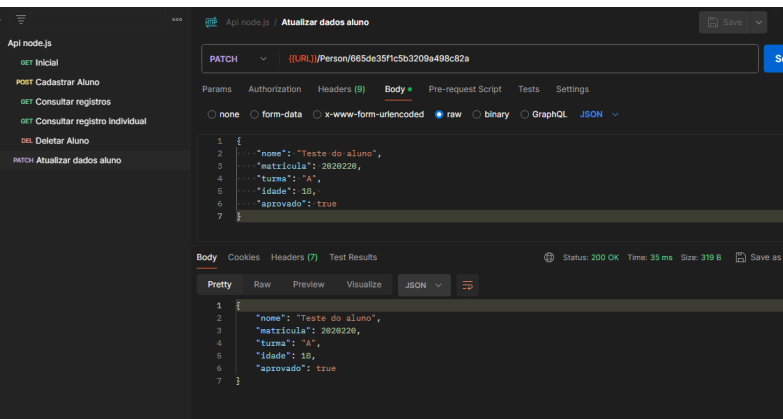 Api node.js / Atualizar dados aluno
Save
Api node.js
GET Inicial
POST Cadastrar Aluno
GET Consultar registros
GET Consultar registro individual
DEL Deletar Aluno
PATCH Atualizar dados aluno
PATCH {{URL}}/Person/665de35f1c5b3209a498c82a
Params Authorization Headers (9) Body Pre-request Script Tests Settings
none form-data x-www-form-urlencoded raw binary GraphQL JSON
1 {
2 "nome": "Teste do aluno",
3 "matricula": 2020220,
4 "turma": "A",
5 "idade": 18,
6 "aprovado": true
7 }
Body Cookies Headers (7) Test Results Status: 200 OK Time: 35 ms Size: 319 B Save as
Pretty Raw Preview Visualize JSON
1 {
2 "nome": "Teste do aluno",
3 "matricula": 2020220,
4 "turma": "A",
5 "idade": 18,
6 "aprovado": true
7 }